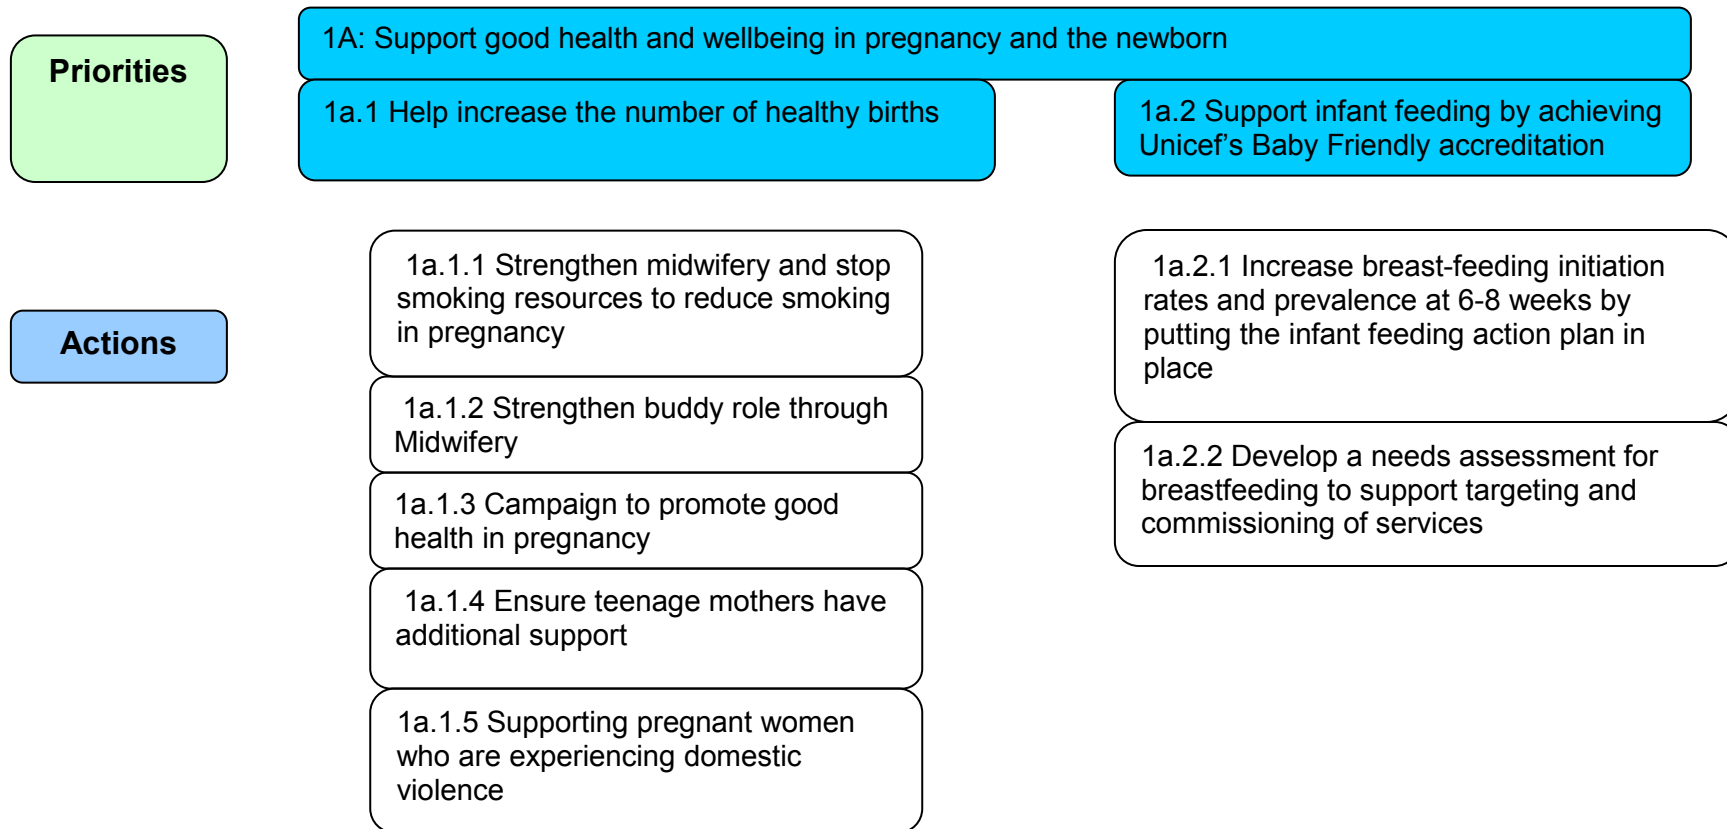 Priorities
1A: Support good health and wellbeing in pregnancy and the newborn
1a.1 Help increase the number of healthy births
1a.2 Support infant feeding by achieving
Unicef’s Baby Friendly accreditation
Actions
1a.1.1 Strengthen midwifery and stop
smoking resources to reduce smoking
in pregnancy
1a.1.2 Strengthen buddy role through
Midwifery
1a.1.3 Campaign to promote good
health in pregnancy
1a.1.4 Ensure teenage mothers have
additional support
1a.1.5 Supporting pregnant women
who are experiencing domestic
violence
1a.2.1 Increase breast-feeding initiation
rates and prevalence at 6-8 weeks by
putting the infant feeding action plan in
place
1a.2.2 Develop a needs assessment for
breastfeeding to support targeting and
commissioning of services